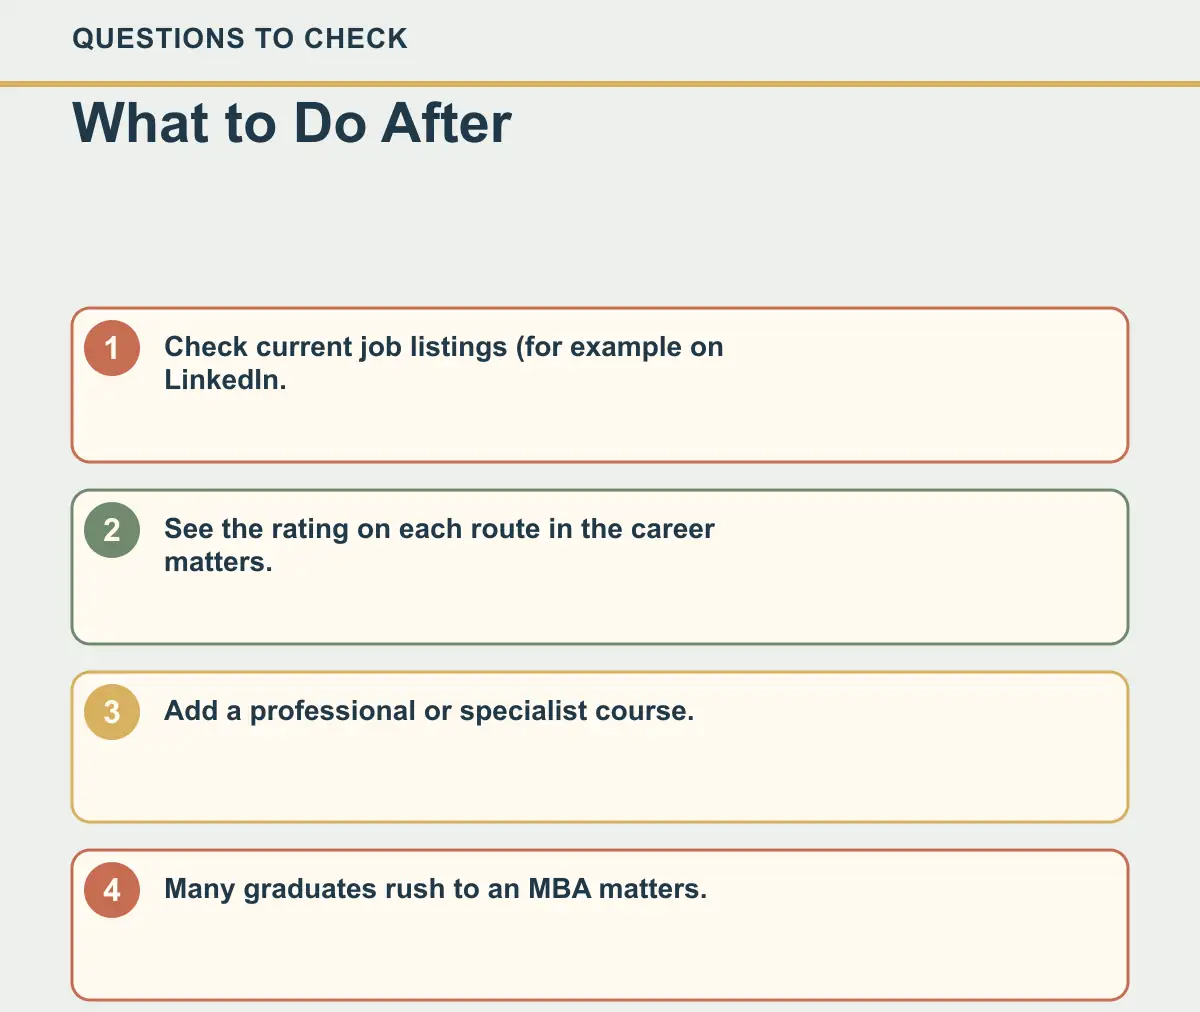 QUESTIONS TO CHECK
What to Do After
1
Check current job listings (for example on
LinkedIn.
2
See the rating on each route in the career
matters.
3
Add a professional or specialist course.
4
Many graduates rush to an MBA matters.